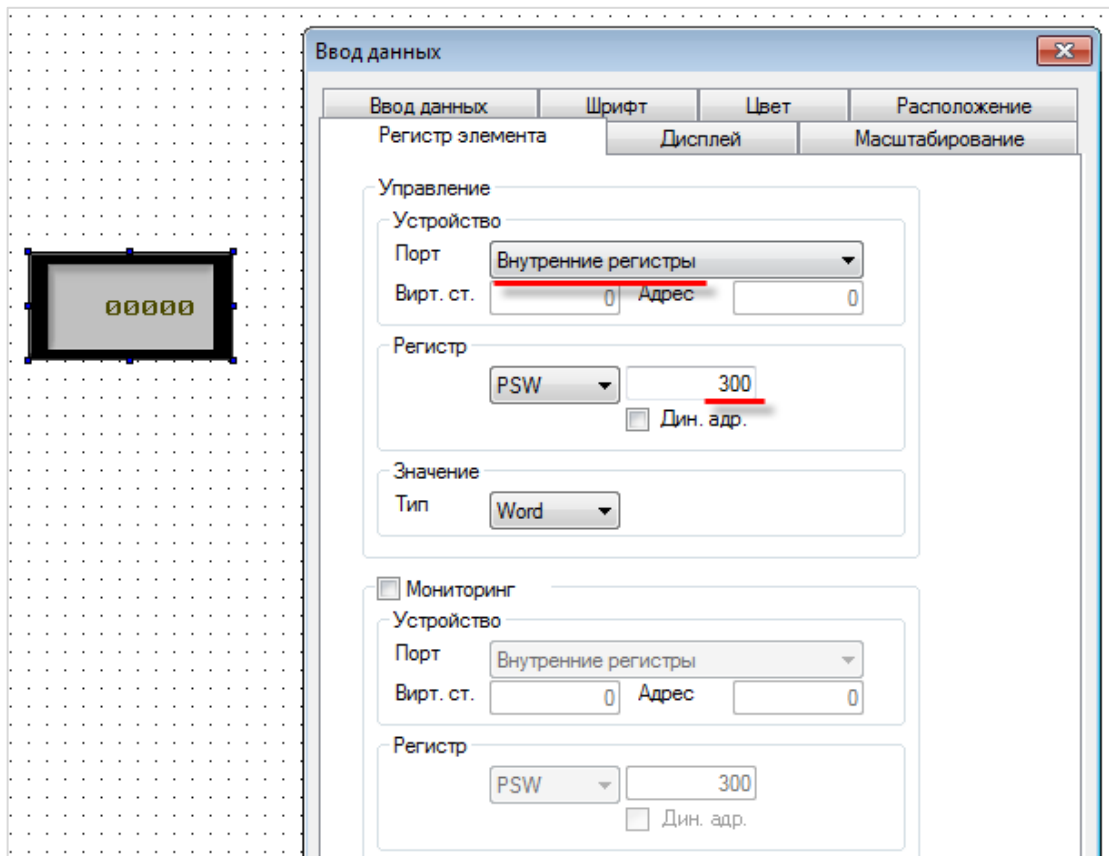 Ввод данных
Ввод данных Шрифт Цвет Расположение
Регистр элемента Дисплей Масштабирование
Управление
Устройство
Порт Внутренние регистры
Вирт. ст. 0 Адрес 0
00000
Регистр
PSW 300
Дин. адр.
Значение
Тип Word
Мониторинг
Устройство
Порт Внутренние регистры
Вирт. ст. 0 Адрес 0
Регистр
PSW 300
Дин. адр.